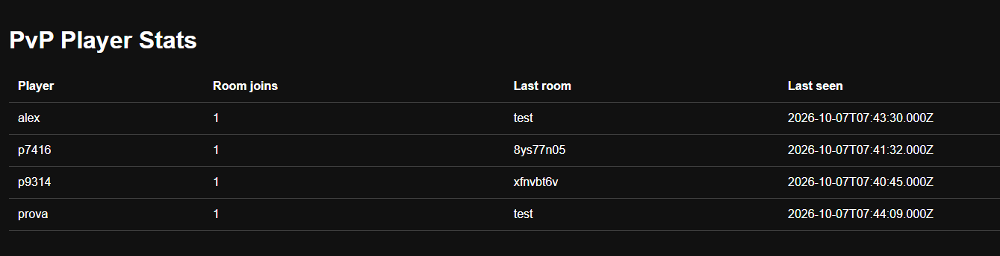 PvP Player Stats
Player Room joins Last room Last seen
alex 1 test 2026-10-07T07:43:30.000Z
p7416 1 8ys77n05 2026-10-07T07:41:32.000Z
p9314 1 xfnvbt6v 2026-10-07T07:40:45.000Z
prova 1 test 2026-10-07T07:44:09.000Z